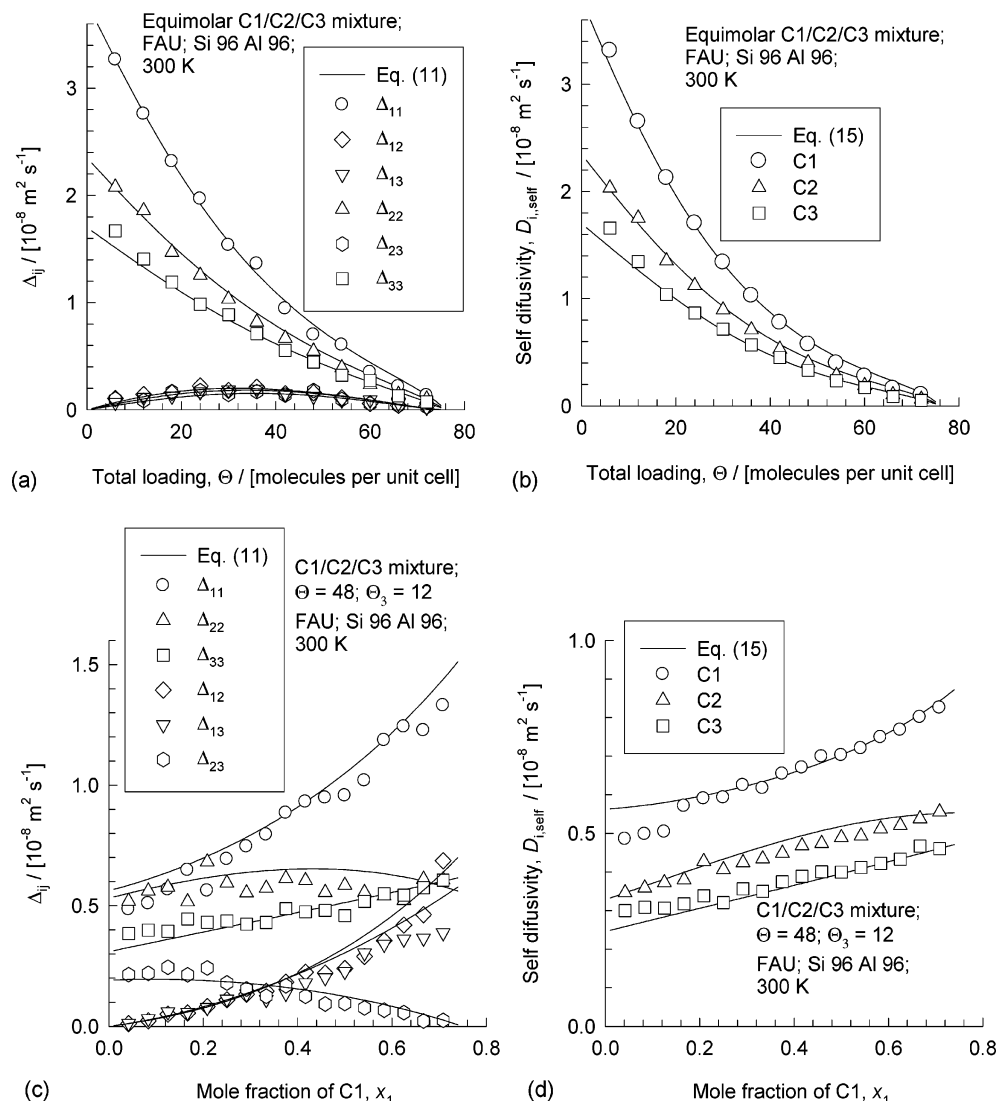 Equimolar C1/C2/C3 mixture;
FAU; Si 96 Al 96;
300 K
Eq. (11)
Δ11
Δ12
Δ13
Δ22
Δ23
Δ33
3
2
1
0
Δij / [10-8 m2 s-1]
0 20 40 60 80
(a) Total loading, Θ / [molecules per unit cell]
Equimolar C1/C2/C3 mixture;
FAU; Si 96 Al 96;
300 K
Eq. (15)
C1
C2
C3
3
2
1
0
Self difusivity, Di,,self / [10-8 m2 s-1]
0 20 40 60 80
(b) Total loading, Θ / [molecules per unit cell]
Eq. (11)
Δ11
Δ22
Δ33
Δ12
Δ13
Δ23
C1/C2/C3 mixture;
Θ = 48; Θ3 = 12
FAU; Si 96 Al 96;
300 K
1.5
1.0
0.5
0.0
Δij / [10-8 m2 s-1]
0.0 0.2 0.4 0.6 0.8
(c) Mole fraction of C1, x1
Eq. (15)
C1
C2
C3
C1/C2/C3 mixture;
Θ = 48; Θ3 = 12
FAU; Si 96 Al 96;
300 K
1.0
0.5
0.0
Self difusivity, Di,self / [10-8 m2 s-1]
0.0 0.2 0.4 0.6 0.8
(d) Mole fraction of C1, x1